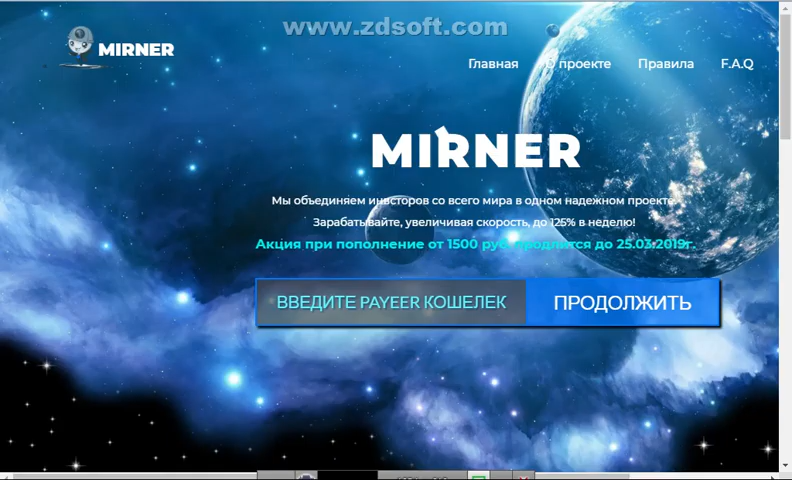 www.zdsoft.com
MIRNER
Главная О проекте Правила F.A.Q
MIRNER
Мы объединяем инвсторов со всего мира в одном надежном проекте.
Зарабатывайте, увеличивая скорость, до 125% в неделю!
Акция при пополнение от 1500 руб, продлится до 25.03.2019г.
ВВЕДИТЕ PAYEER КОШЕЛЕК
ПРОДОЛЖИТЬ